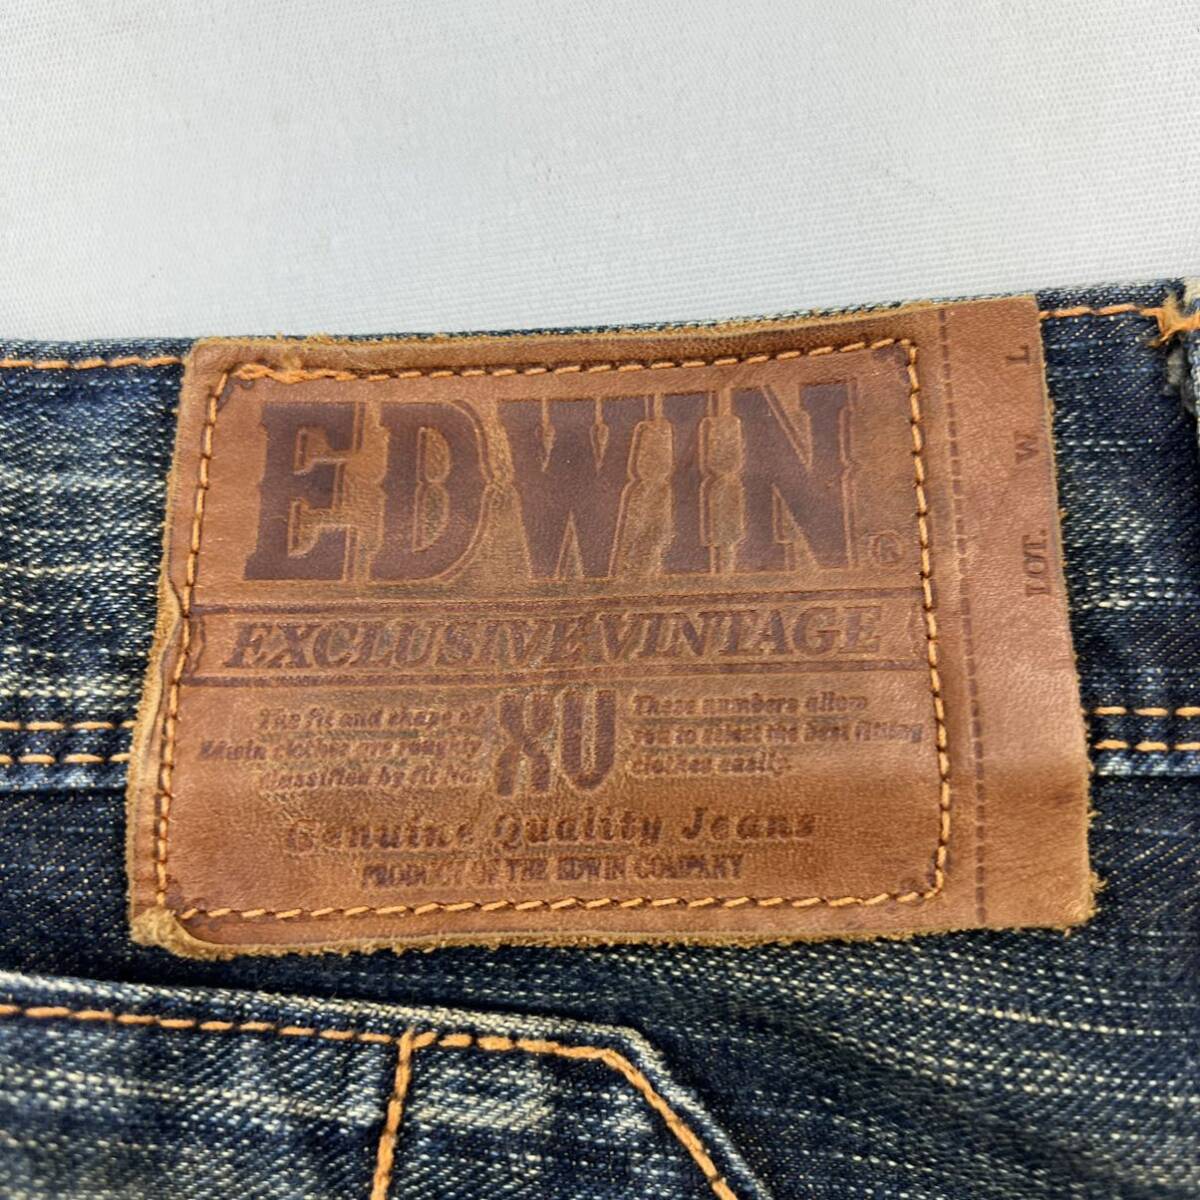 EDWIN®
EXCLUSIVE VINTAGE
The fit and shape of
Edwin clothes are roughly
classified by fit No.
XV
These numbers allow
you to select the best fitting
clothes easily.
Genuine Quality Jeans
PRODUCT OF THE EDWIN COMPANY
LOT. W L